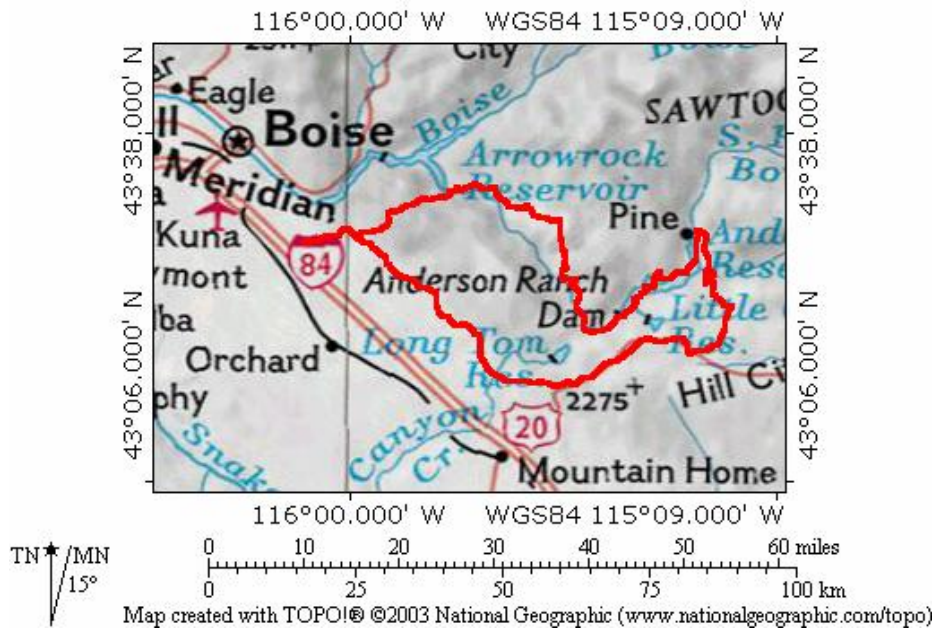 116°00.000' W WGS84 115°09.000' W
City
Eagle
Boise
Boise
SAWTOO
Arrowrock
Reservoir
Meridian
Pine
Kuna
84
Anderson Ranch
Dam
ymont
Little
Res.
Orchard
Long Tom
Res.
Hill Ci
phy
2275+
20
Canyon
Cr.
Snak
Mountain Home
43°38.000' N
43°06.000' N
43°38.000' N
43°06.000' N
116°00.000' W WGS84 115°09.000' W
TN MN
15°
0 10 20 30 40 50 60 miles
0 25 50 75 100 km
Map created with TOPO!® ©2003 National Geographic (www.nationalgeographic.com/topo)